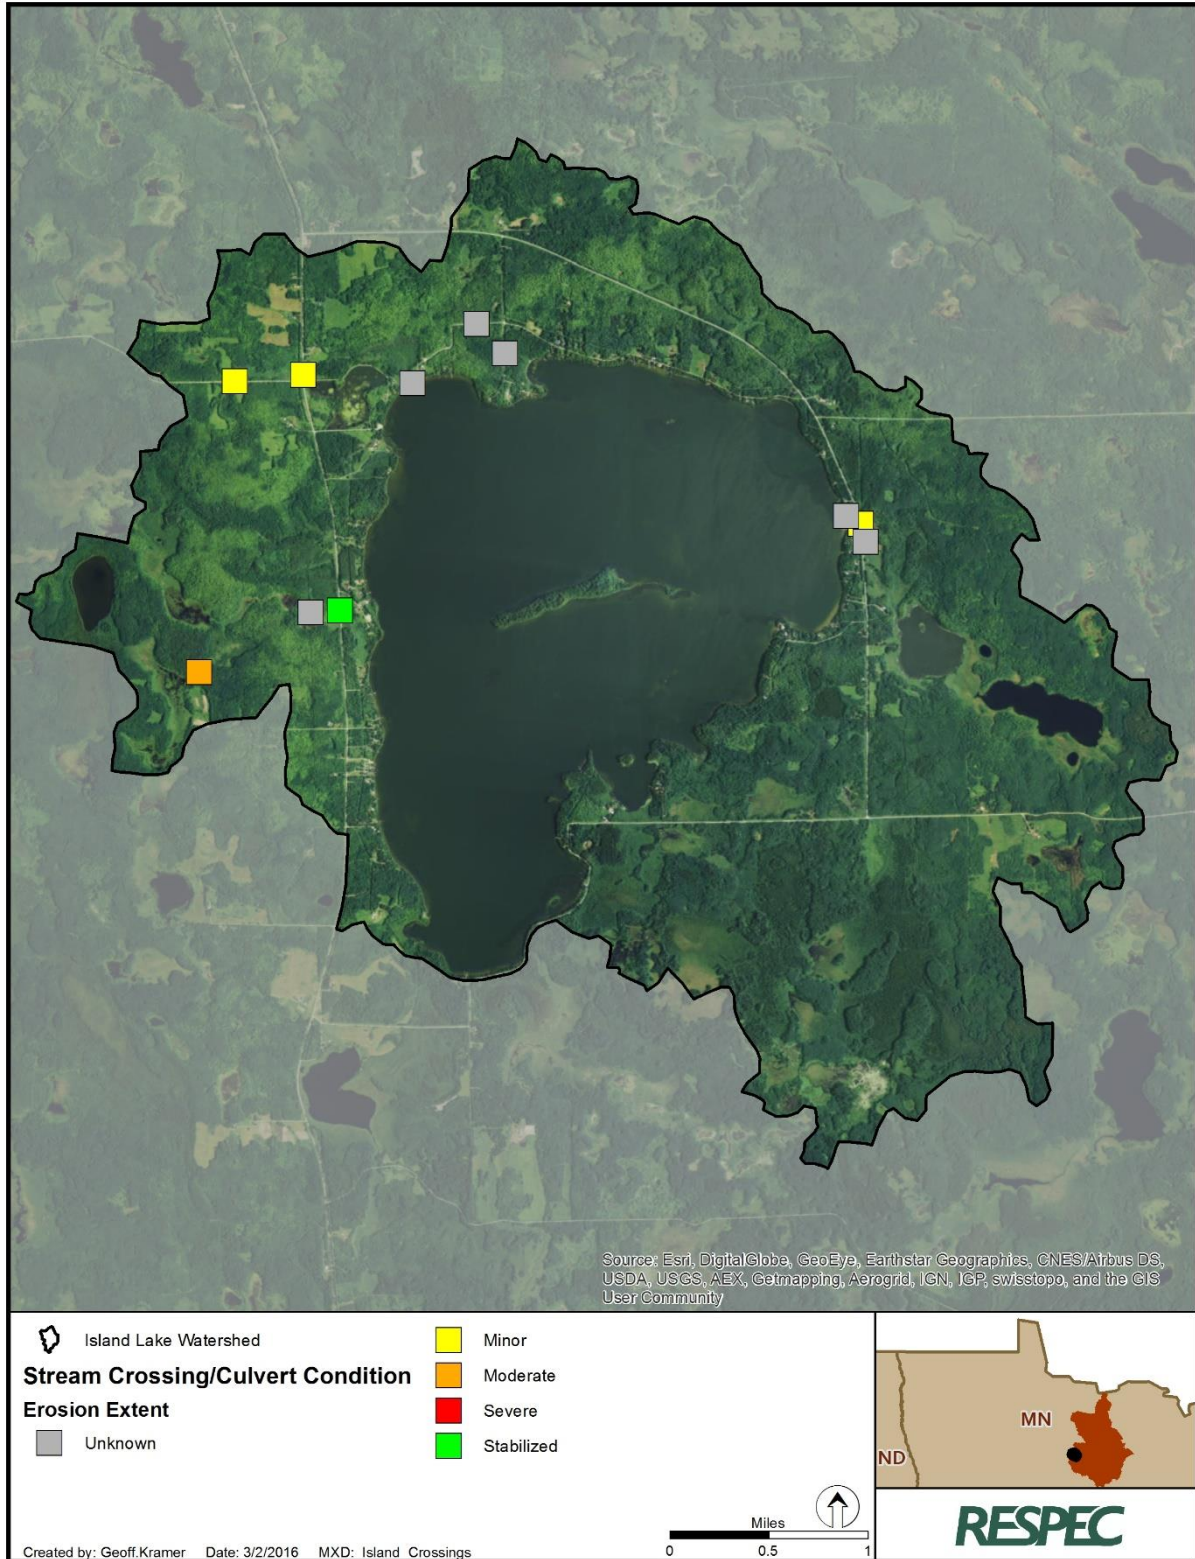 Source: Esri, DigitalGlobe, GeoEye, Earthstar Geographics, CNES/Airbus DS,
USDA, USGS, AEX, Getmapping, Aerogrid, IGN, IGP, swisstopo, and the GIS
User Community
Island Lake Watershed
Stream Crossing/Culvert Condition
Erosion Extent
Unknown
Minor
Moderate
Severe
Stabilized
Miles
0 0.5 1
Created by: Geoff.Kramer Date: 3/2/2016 MXD: Island_Crossings
MN
ND
RESPEC